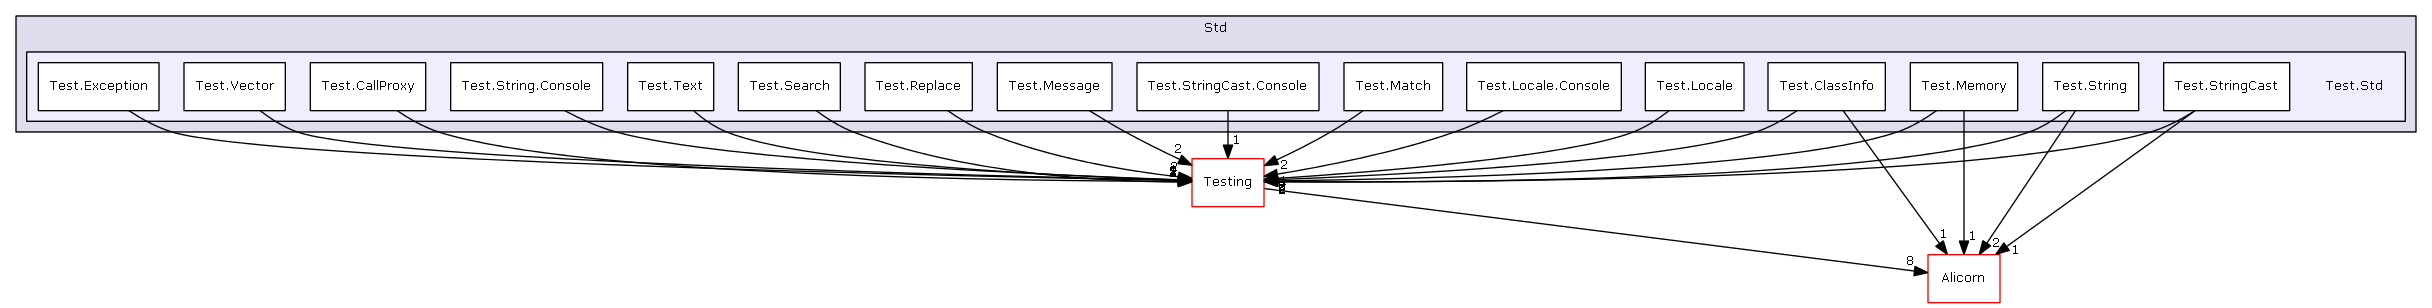 Std
Test.Exception
Test.Vector
Test.CallProxy
Test.String.Console
Test.Text
Test.Search
Test.Replace
Test.Message
Test.StringCast.Console
Test.Match
Test.Locale.Console
Test.Locale
Test.ClassInfo
Test.Memory
Test.String
Test.StringCast
Test.Std
2
1
2
Testing
1
1
2
1
8
Alicorn